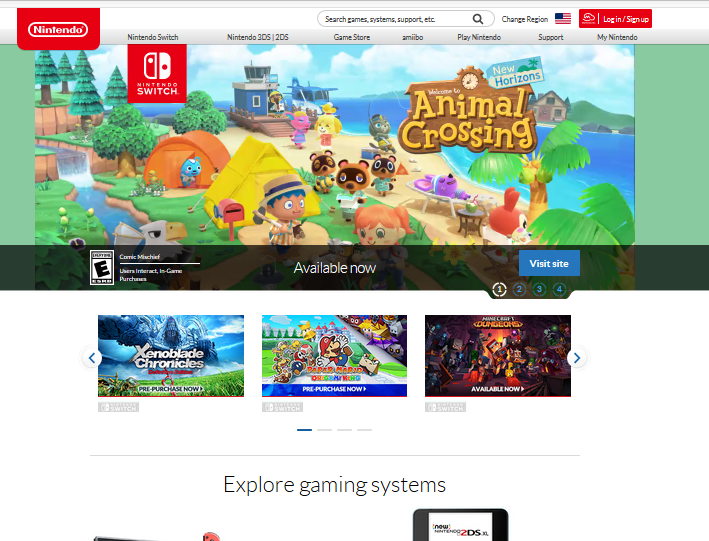 Nintendo
Search games, systems, support, etc.
Change Region
Log in / Sign up
Nintendo Switch
Nintendo 3DS | 2DS
Game Store
amiibo
Play Nintendo
Support
My Nintendo
NINTENDO
SWITCH
New
Horizons
Welcome to
Animal
Crossing
EVERYONE
E
ESRB
Comic Mischief
Users Interact, In-Game
Purchases
Available now
Visit site
1 2 3 4
Xenoblade
Chronicles
Definitive Edition
PRE-PURCHASE NOW
PAPER MARIO
THE ORIGAMI KING
PRE-PURCHASE NOW
MINECRAFT
DUNGEONS
AVAILABLE NOW
NINTENDO
SWITCH
NINTENDO
SWITCH
NINTENDO
SWITCH
Explore gaming systems
(new)
NINTENDO 2DS XL